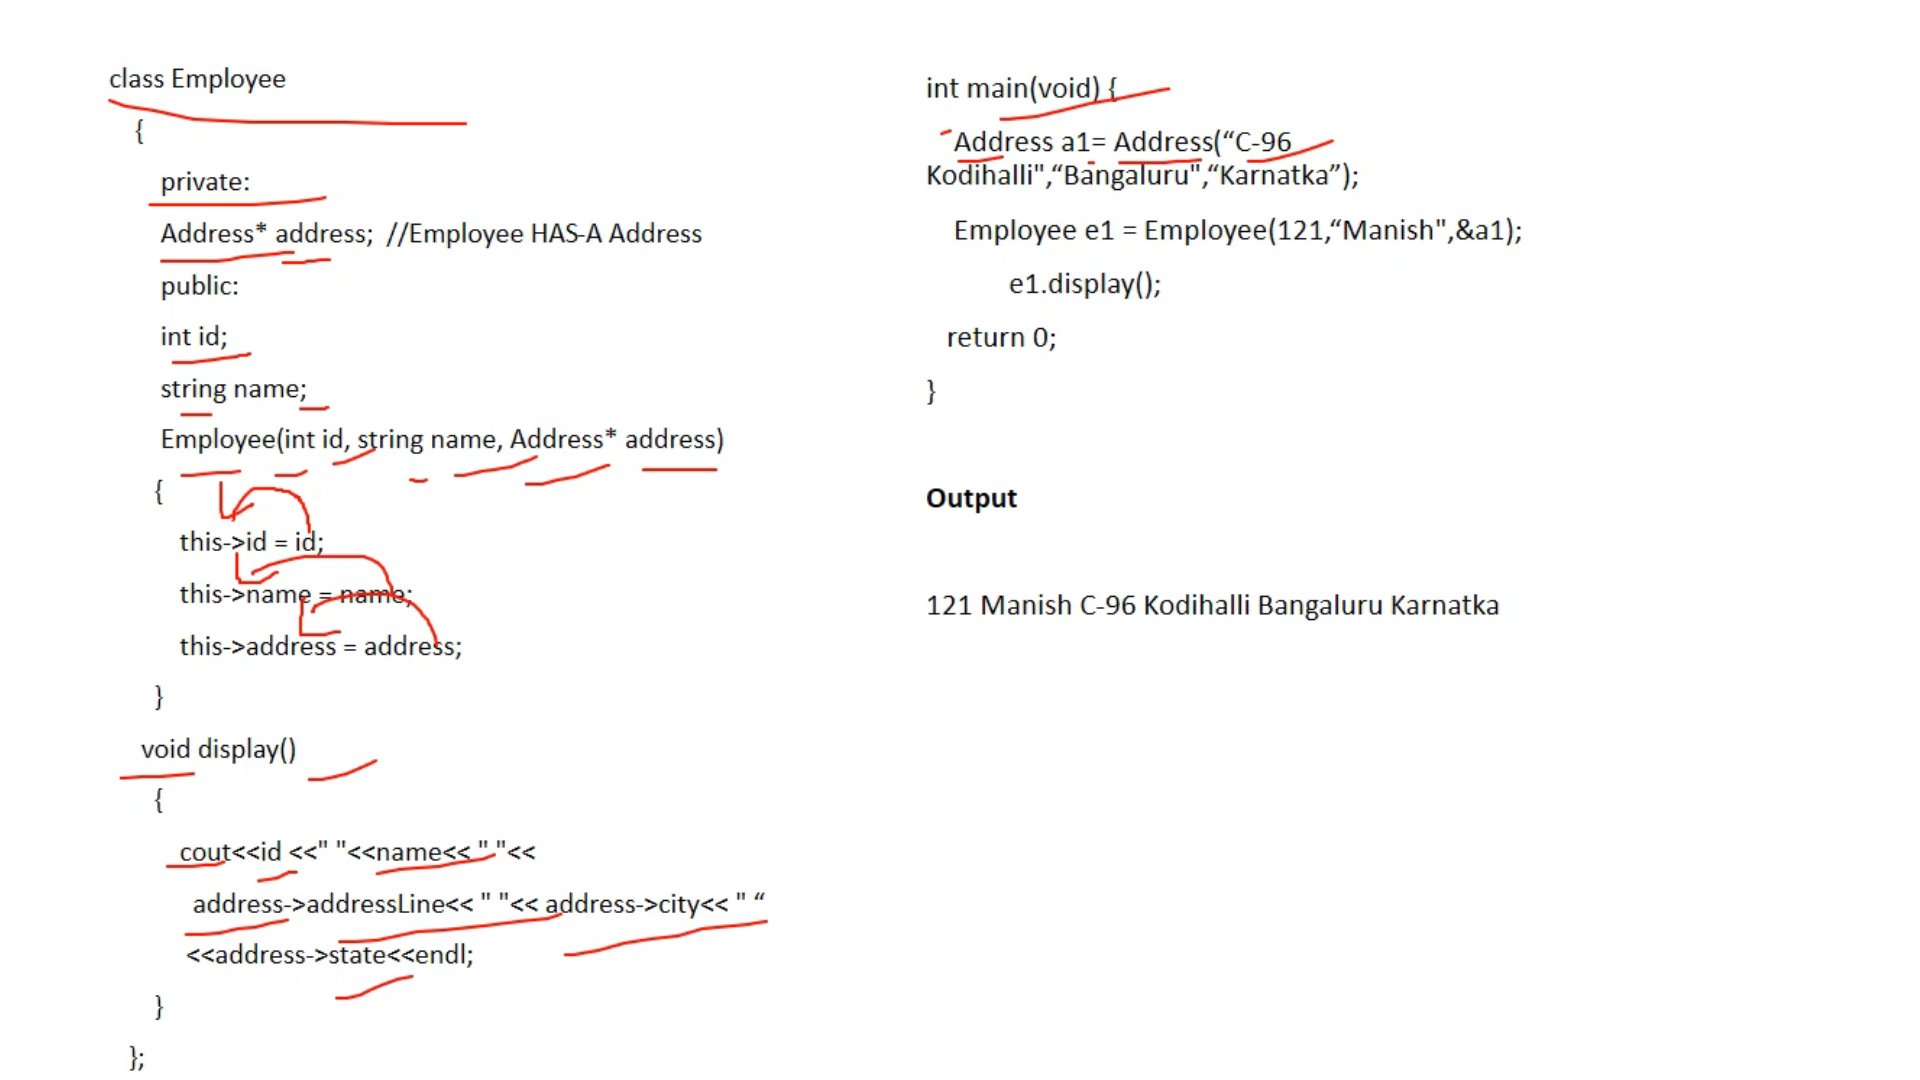 class Employee
{
private:
Address* address;  //Employee HAS-A Address
public:
int id;
string name;
Employee(int id, string name, Address* address)
{
this->id = id;
this->name = name;
this->address = address;
}
void display()
{
cout<<id <<" "<<name<< " "<<
address->addressLine<< " "<< address->city<< " “
<<address->state<<endl;
}
};
int main(void) {
Address a1= Address(“C-96
Kodihalli",“Bangaluru",“Karnatka”);
Employee e1 = Employee(121,“Manish",&a1);
e1.display();
return 0;
}
Output
121 Manish C-96 Kodihalli Bangaluru Karnatka